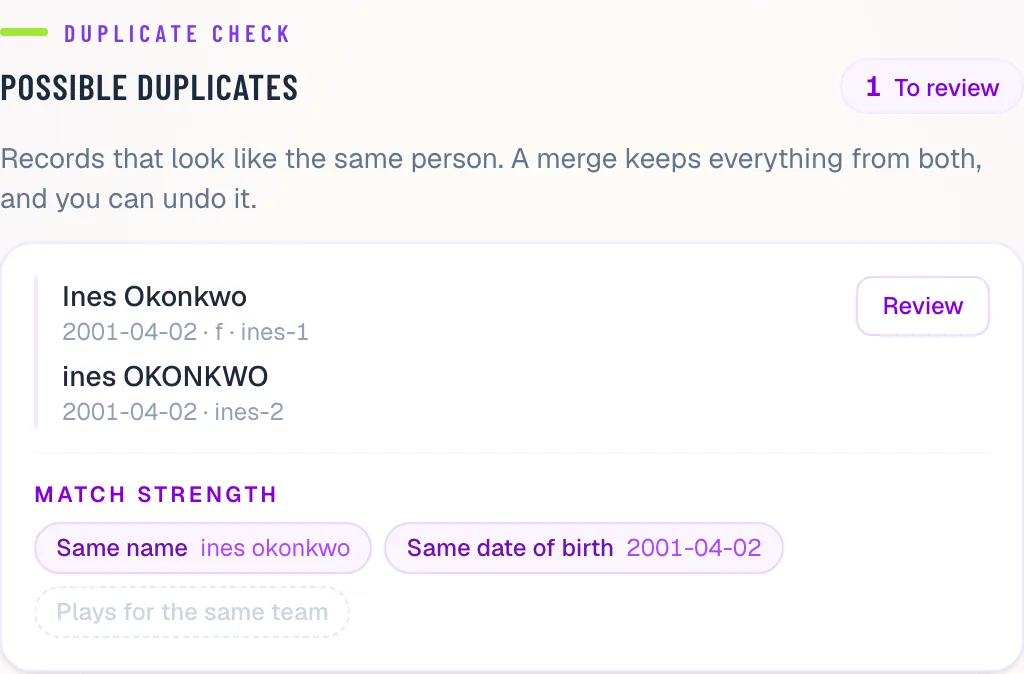 DUPLICATE CHECK
POSSIBLE DUPLICATES
1 To review
Records that look like the same person. A merge keeps everything from both,
and you can undo it.
Ines Okonkwo
Review
2001-04-02 · f · ines-1
ines OKONKWO
2001-04-02 · ines-2
MATCH STRENGTH
Same name ines okonkwo
Same date of birth 2001-04-02
Plays for the same team